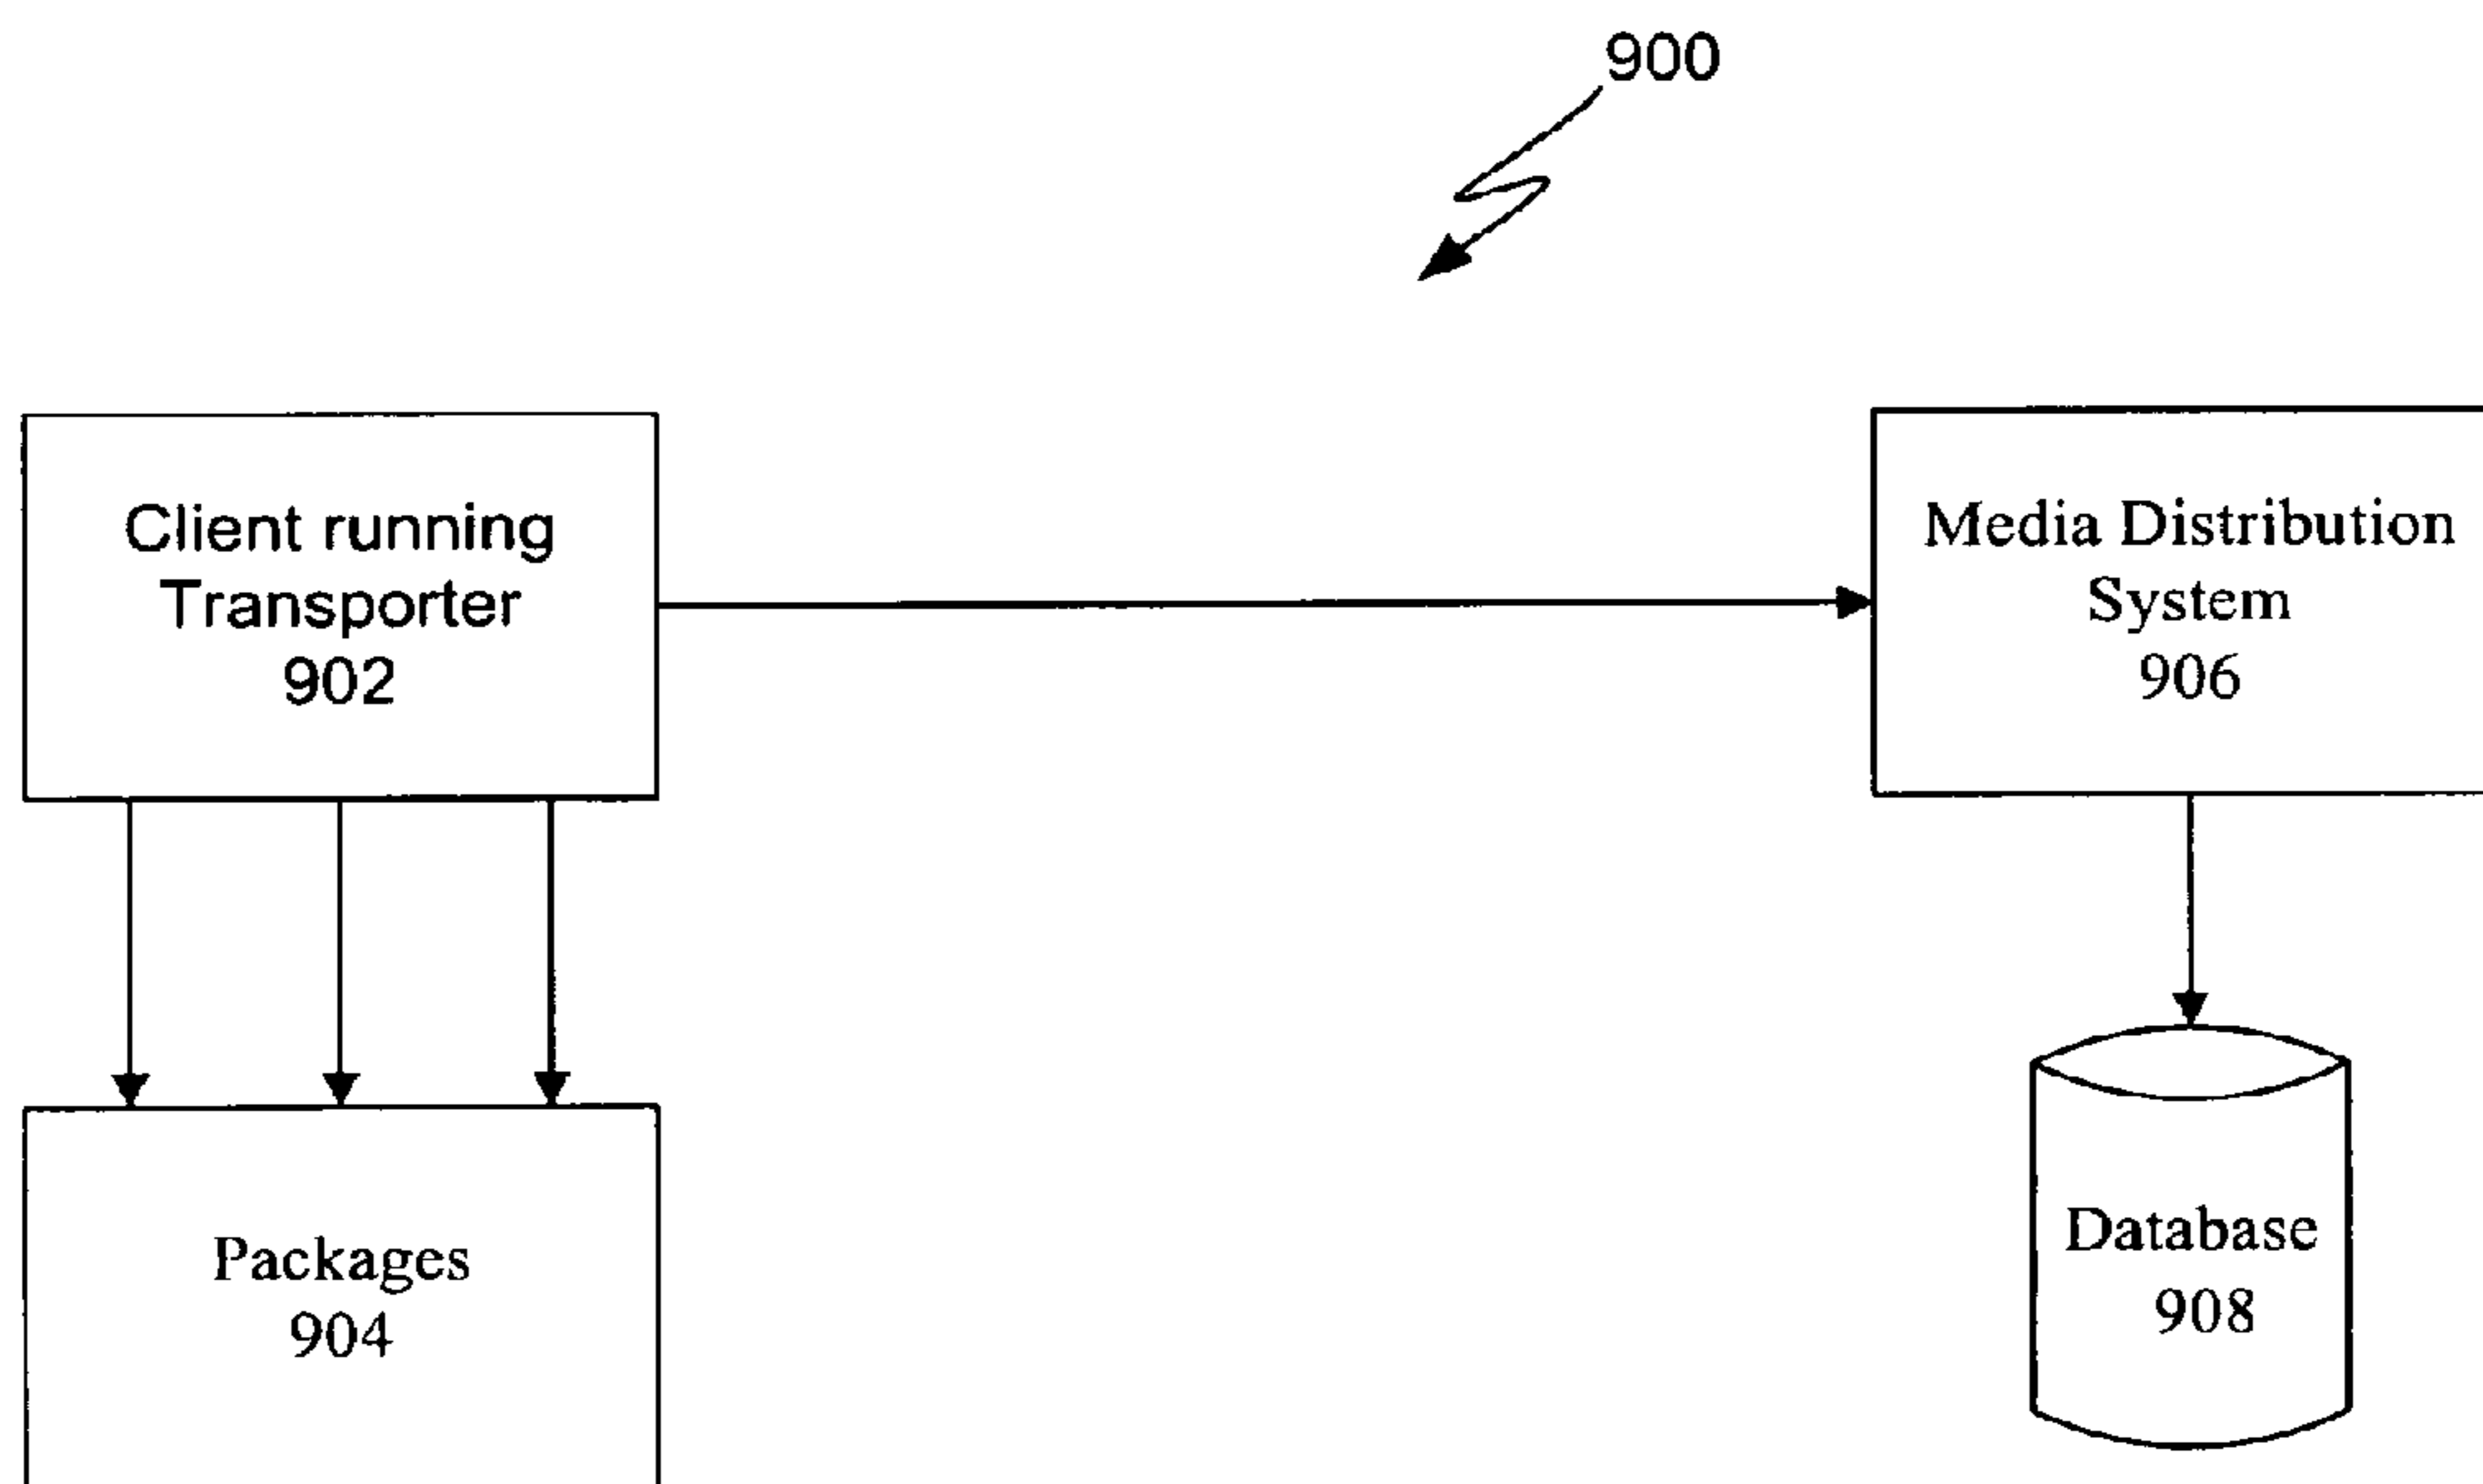 900
Client running
Transporter
902
Media Distribution
System
906
Packages
904
Database
908